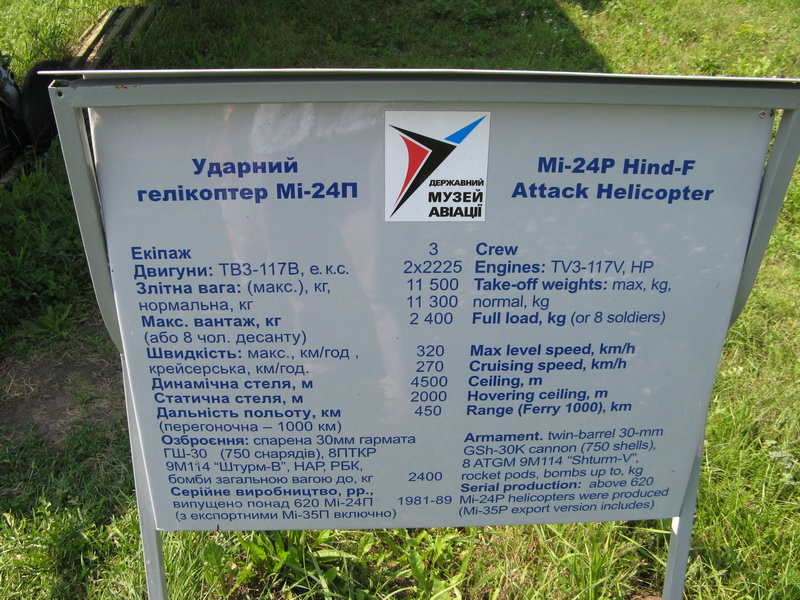 Ударний
гелікоптер Мі-24П
ДЕРЖАВНИЙ
МУЗЕЙ
АВІАЦІЇ
Mi-24P Hind-F
Attack Helicopter
Екіпаж 3 Crew
Двигуни: ТВ3-117В, е.к.с. 2x2225 Engines: TV3-117V, HP
Злітна вага: (макс.), кг, 11 500 Take-off weights: max, kg,
нормальна, кг 11 300 normal, kg
Макс. вантаж, кг 2 400 Full load, kg (or 8 soldiers)
(або 8 чол. десанту)
Швидкість: макс., км/год , 320 Max level speed, km/h
крейсерська, км/год. 270 Cruising speed, km/h
Динамічна стеля, м 4500 Ceiling, m
Статична стеля, м 2000 Hovering ceiling, m
Дальність польоту, км 450 Range (Ferry 1000), km
(перегоночна – 1000 км)
Озброєння: спарена 30мм гармата
ГШ-30 (750 снарядів), 8ПТКР
9М114 “Штурм-В”, НАР, РБК,
бомби загальною вагою до, кг 2400
Серійне виробництво, рр.,
випущено понад 620 Мі-24П 1981-89
(з експортними Мі-35П включно)
Armament. twin-barrel 30-mm
GSh-30K cannon (750 shells),
8 ATGM 9M114 “Shturm-V”,
rocket pods, bombs up to, kg
Serial production: above 620
Mi-24P helicopters were produced
(Mi-35P export version includes)